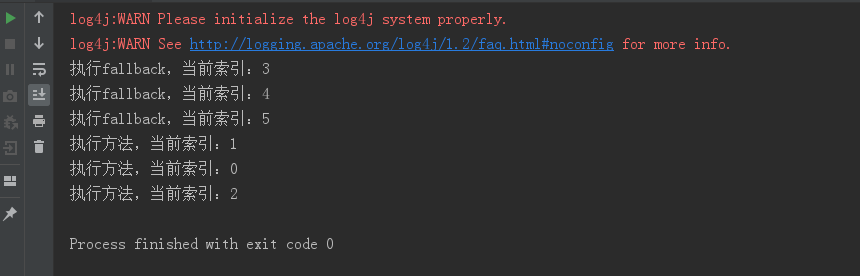 log4j:WARN Please initialize the log4j system properly.
log4j:WARN See http://logging.apache.org/log4j/1.2/faq.html#noconfig for more info.
执行fallback，当前索引：3
执行fallback，当前索引：4
执行fallback，当前索引：5
执行方法，当前索引：1
执行方法，当前索引：0
执行方法，当前索引：2
Process finished with exit code 0